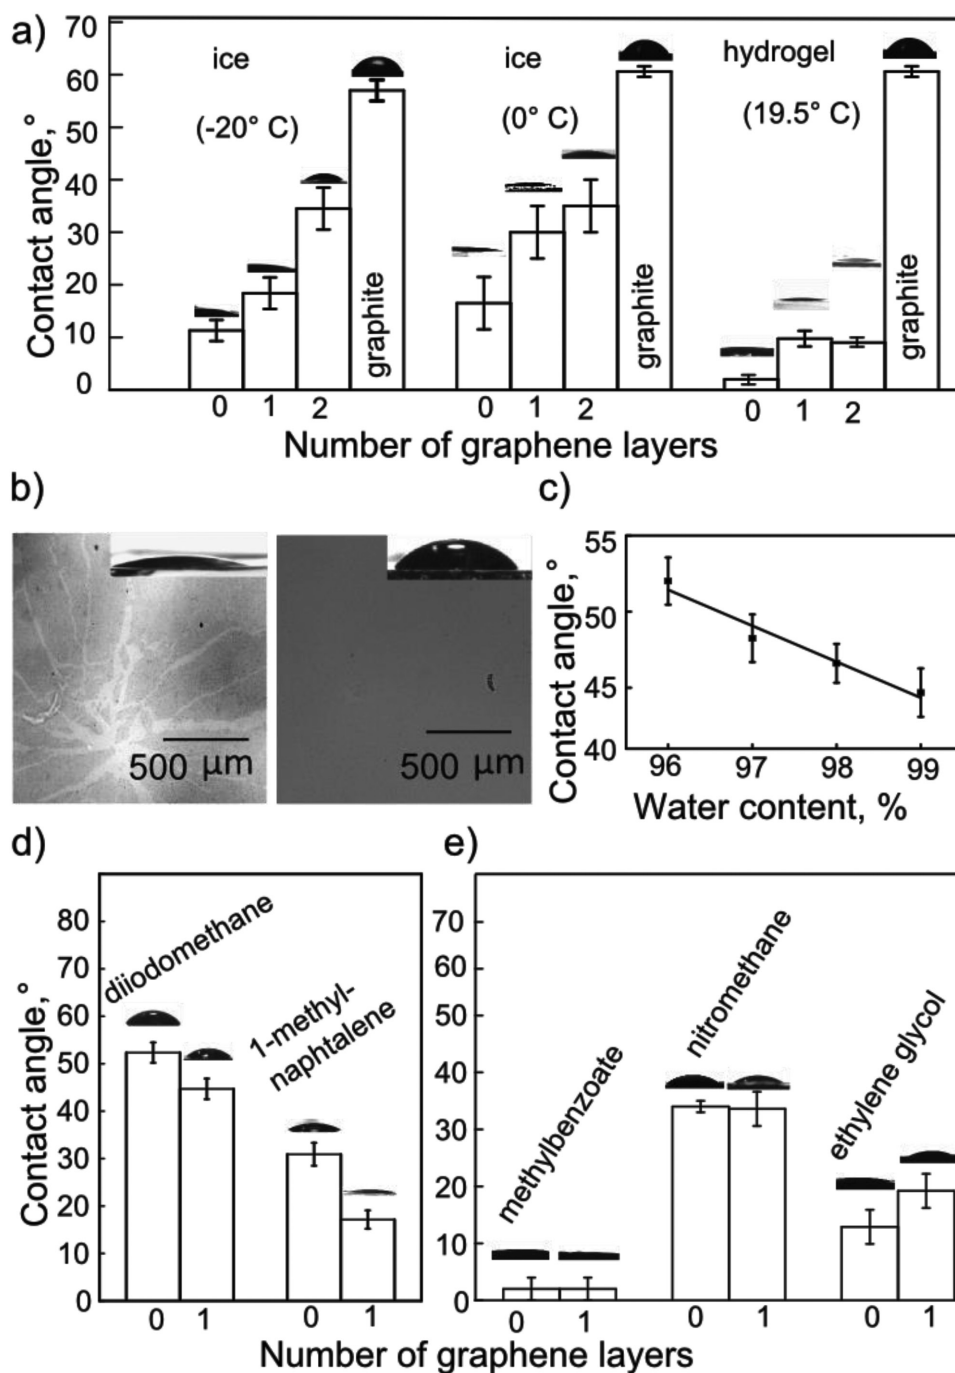 a)
Contact angle,°
70
60
50
40
30
20
10
0
ice
(-20° C)
ice
(0° C)
hydrogel
(19.5° C)
graphite
graphite
graphite
0 1 2
0 1 2
0 1 2
Number of graphene layers
b)
500 μm
500 μm
c)
Contact angle,°
55
50
45
40
96 97 98 99
Water content, %
d)
Contact angle,°
80
70
60
50
40
30
20
10
0
diiodomethane
1-methyl-
naphtalene
0 1 0 1
e)
70
60
50
40
30
20
10
0
methylbenzoate
nitromethane
ethylene glycol
0 1 0 1 0 1
Number of graphene layers